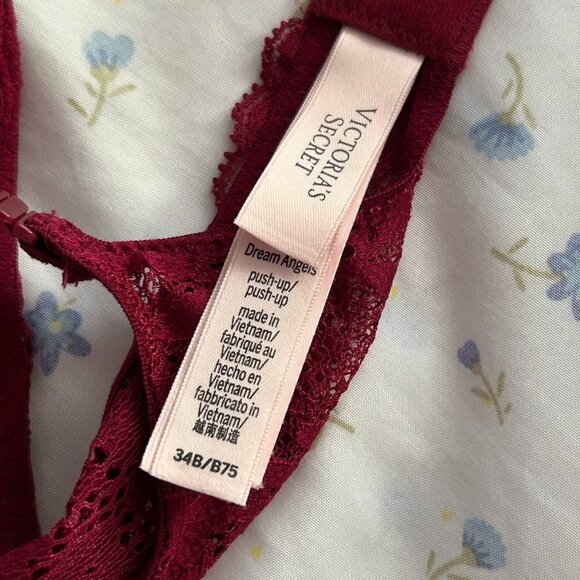 VICTORIA'S
SECRET
Dream Angels
push-up/
push-up
made in
Vietnam/
fabriqué au
Vietnam/
hecho en
Vietnam/
fabbricato in
Vietnam/
越南制造
34B/B75